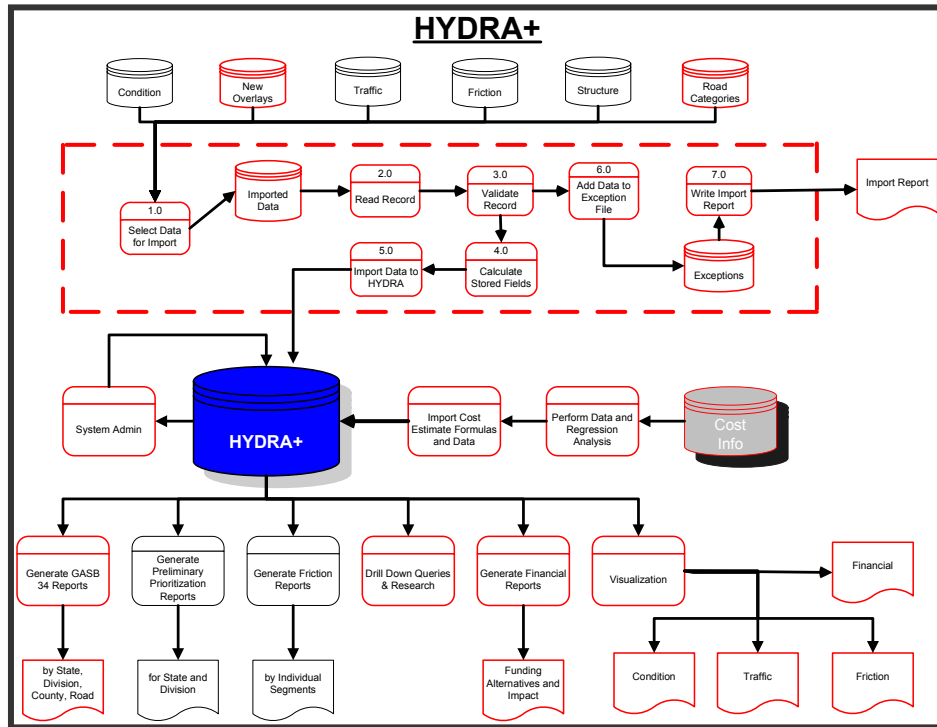 HYDRA+
Condition
New
Overlays
Traffic
Friction
Structure
Road
Categories
1.0
Select Data
for Import
Imported
Data
2.0
Read Record
3.0
Validate
Record
6.0
Add Data to
Exception
File
7.0
Write Import
Report
Import Report
5.0
Import Data to
HYDRA
4.0
Calculate
Stored Fields
Exceptions
System Admin
HYDRA+
Import Cost
Estimate Formulas
and Data
Perform Data and
Regression
Analysis
Cost
Info
Generate GASB
34 Reports
Generate
Preliminary
Prioritization
Reports
Generate Friction
Reports
Drill Down Queries
& Research
Generate Financial
Reports
Visualization
Financial
by State,
Division,
County, Road
for State and
Division
by Individual
Segments
Funding
Alternatives and
Impact
Condition
Traffic
Friction